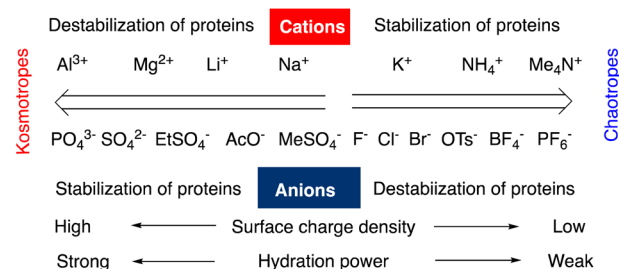 Destabilization of proteins Cations Stabilization of proteins
Al³⁺ Mg²⁺ Li⁺ Na⁺ K⁺ NH₄⁺ Me₄N⁺
Kosmotropes
Chaotropes
PO₄³⁻ SO₄²⁻ EtSO₄⁻ AcO⁻ MeSO₄⁻ F⁻ Cl⁻ Br⁻ OTs⁻ BF₄⁻ PF₆⁻
Stabilization of proteins Anions Destabiization of proteins
High Surface charge density Low
Strong Hydration power Weak